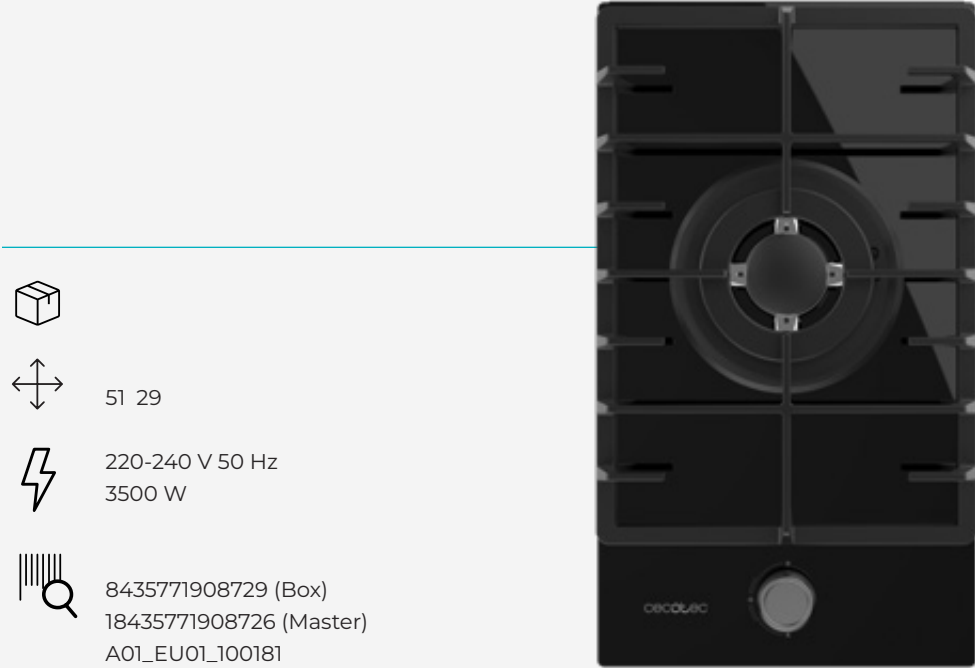 51 29
220-240 V 50 Hz
3500 W
8435771908729 (Box)
18435771908726 (Master)
A01_EU01_100181
cecotec